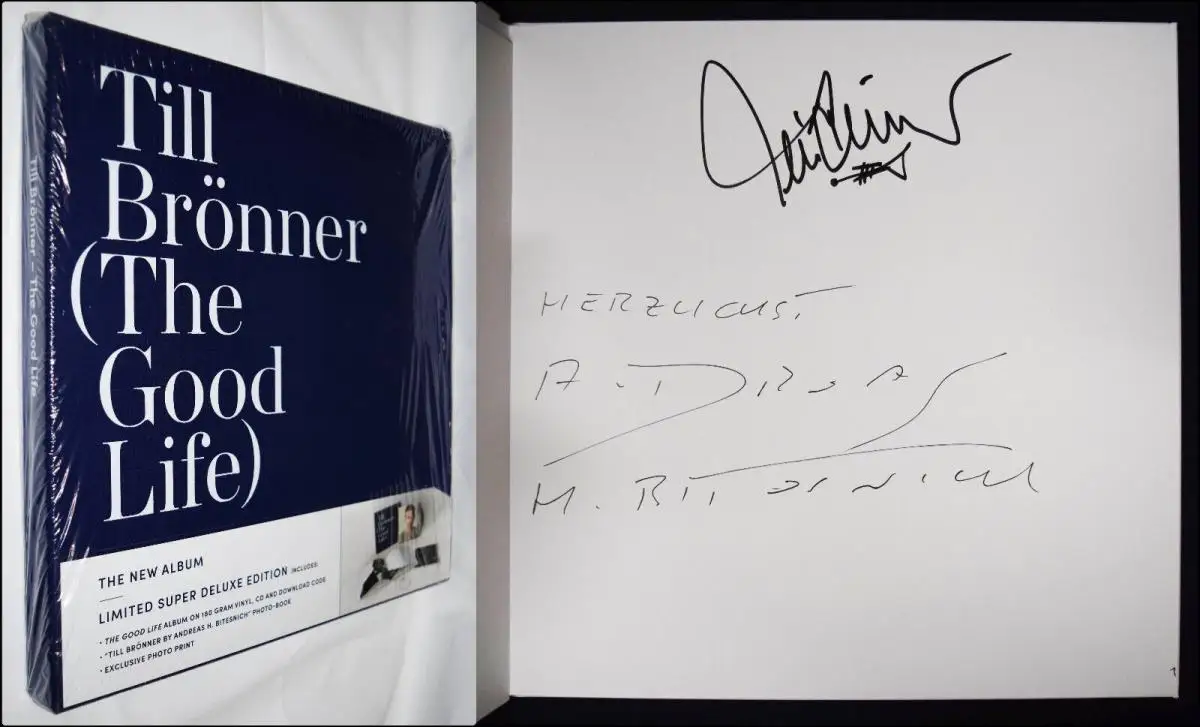 Till
Brönner
(The
Good
Life)
Till Brönner – The Good Life
THE NEW ALBUM
LIMITED SUPER DELUXE EDITION INCLUDES:
• THE GOOD LIFE ALBUM ON 180 GRAM VINYL, CD AND DOWNLOAD CODE
• "TILL BRÖNNER BY ANDREAS H. BITESNICH" PHOTO-BOOK
• EXCLUSIVE PHOTO PRINT
HERZLICHST
H. BITESNICH